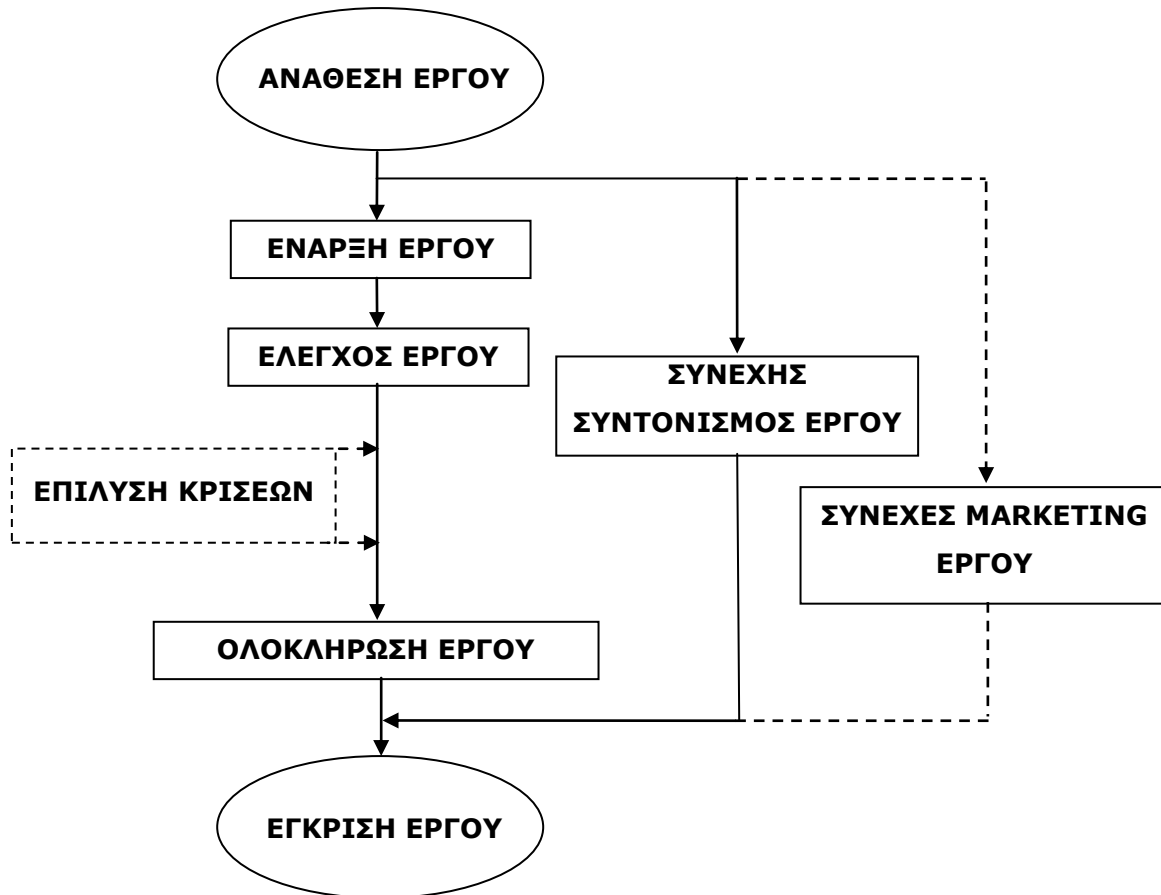 ΑΝΑΘΕΣΗ ΕΡΓΟΥ
ΕΝΑΡΞΗ ΕΡΓΟΥ
ΕΛΕΓΧΟΣ ΕΡΓΟΥ
ΣΥΝΕΧΗΣ
ΣΥΝΤΟΝΙΣΜΟΣ ΕΡΓΟΥ
ΕΠΙΛΥΣΗ ΚΡΙΣΕΩΝ
ΣΥΝΕΧΕΣ MARKETING
ΕΡΓΟΥ
ΟΛΟΚΛΗΡΩΣΗ ΕΡΓΟΥ
ΕΓΚΡΙΣΗ ΕΡΓΟΥ